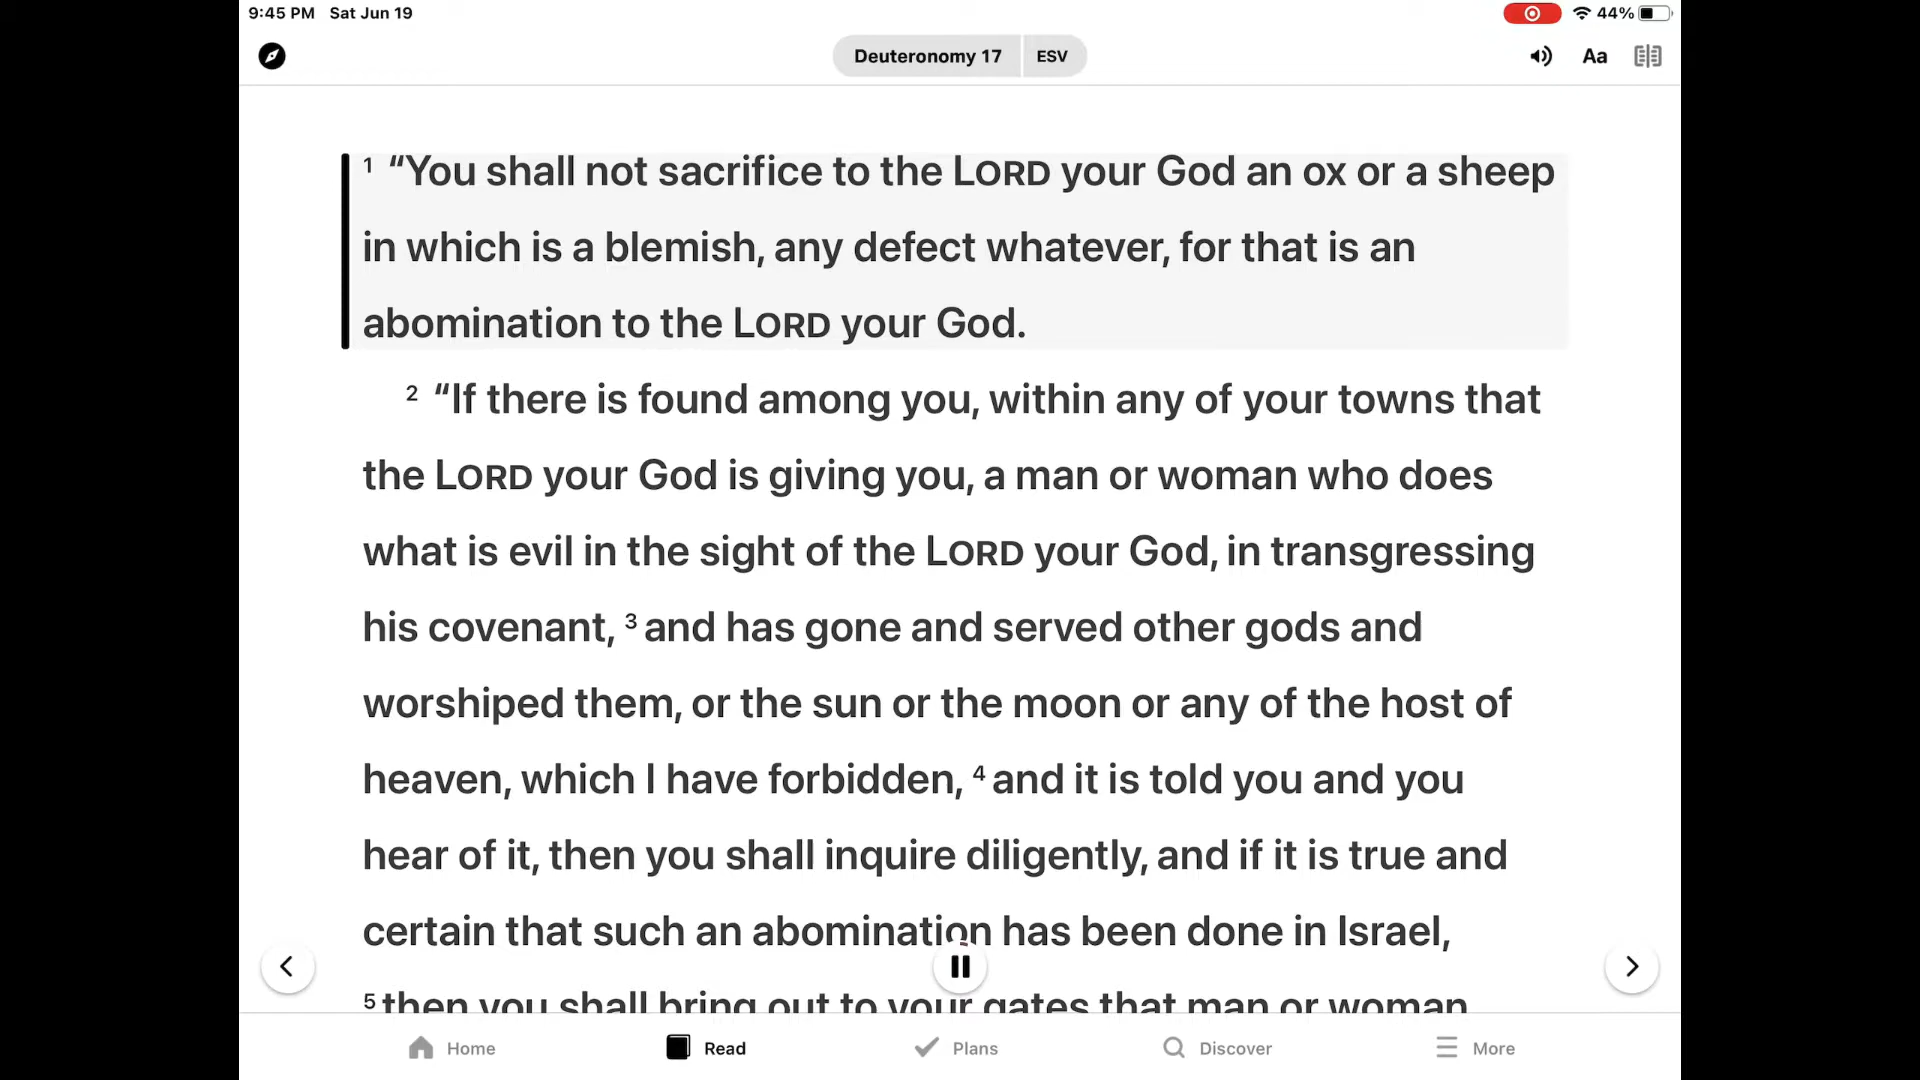 9:45 PM Sat Jun 19 44%
Deuteronomy 17 ESV Aa
1 “You shall not sacrifice to the LORD your God an ox or a sheep
in which is a blemish, any defect whatever, for that is an
abomination to the LORD your God.
2 “If there is found among you, within any of your towns that
the LORD your God is giving you, a man or woman who does
what is evil in the sight of the LORD your God, in transgressing
his covenant, 3 and has gone and served other gods and
worshiped them, or the sun or the moon or any of the host of
heaven, which I have forbidden, 4 and it is told you and you
hear of it, then you shall inquire diligently, and if it is true and
certain that such an abomination has been done in Israel,
5 then you shall bring out to your gates that man or woman
Home Read Plans Discover More